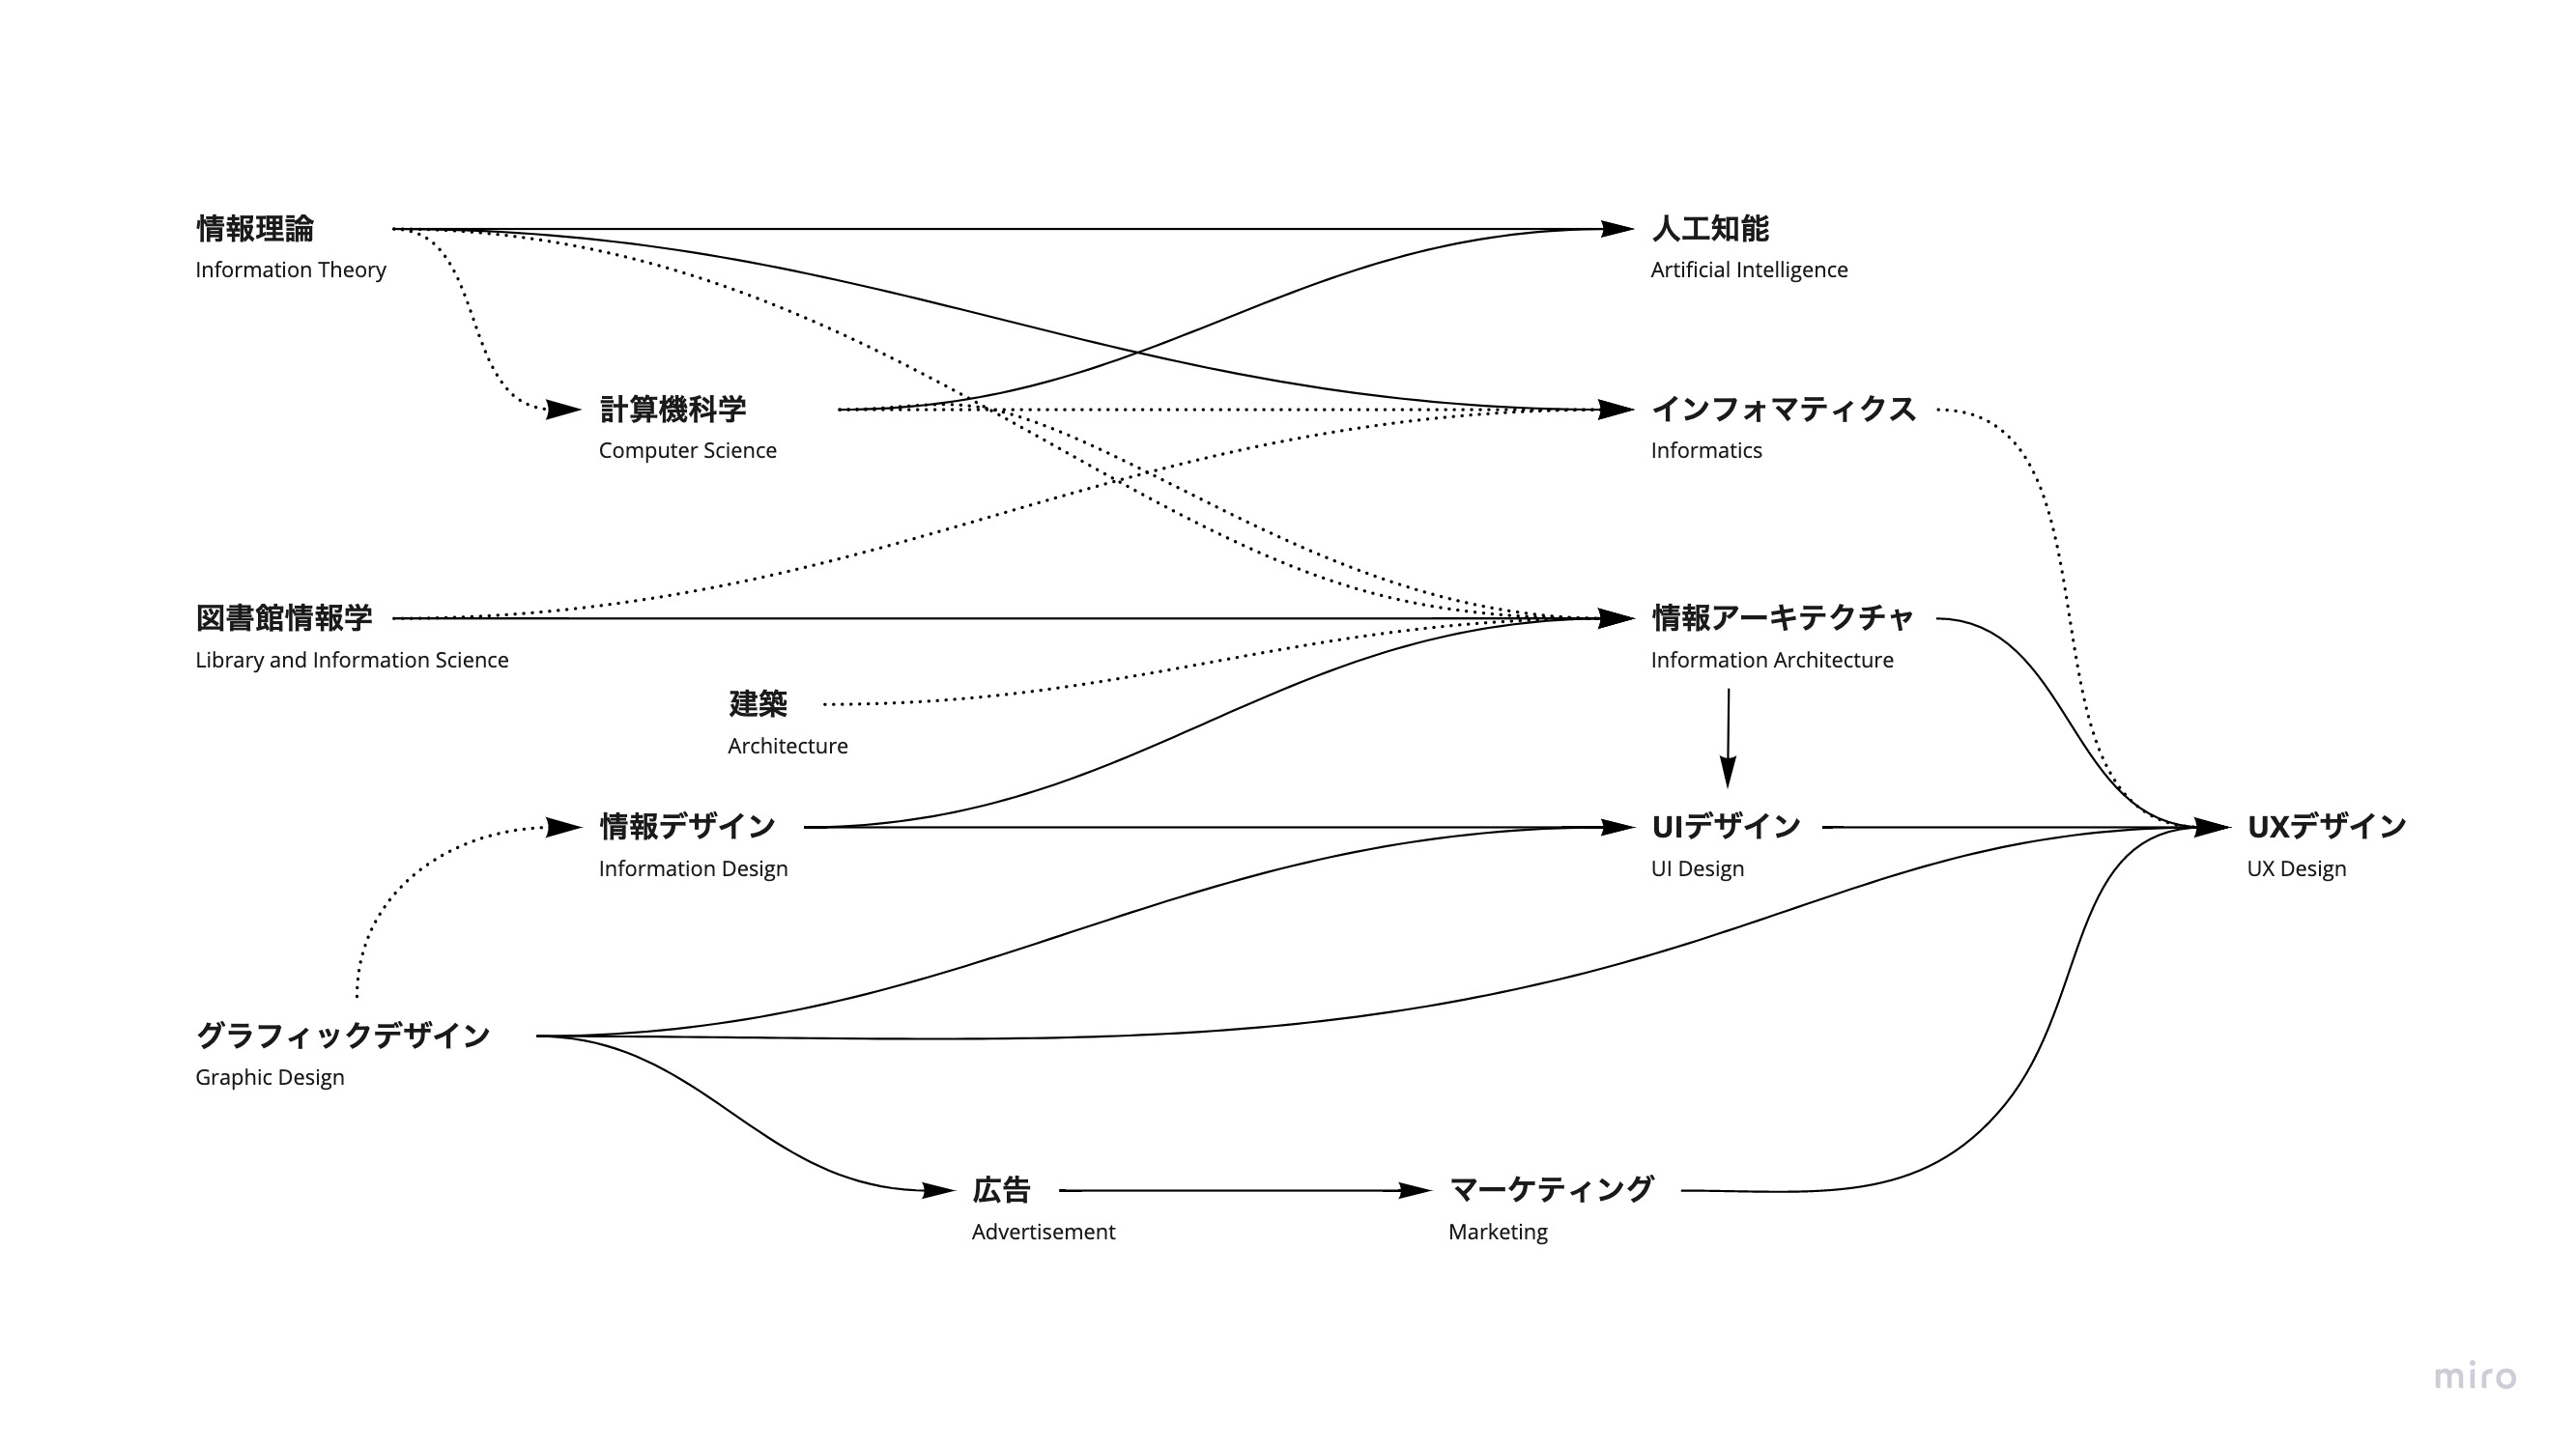 情報理論
Information Theory
人工知能
Artificial Intelligence
計算機科学
Computer Science
インフォマティクス
Informatics
図書館情報学
Library and Information Science
情報アーキテクチャ
Information Architecture
建築
Architecture
情報デザイン
Information Design
UIデザイン
UI Design
UXデザイン
UX Design
グラフィックデザイン
Graphic Design
広告
Advertisement
マーケティング
Marketing
miro